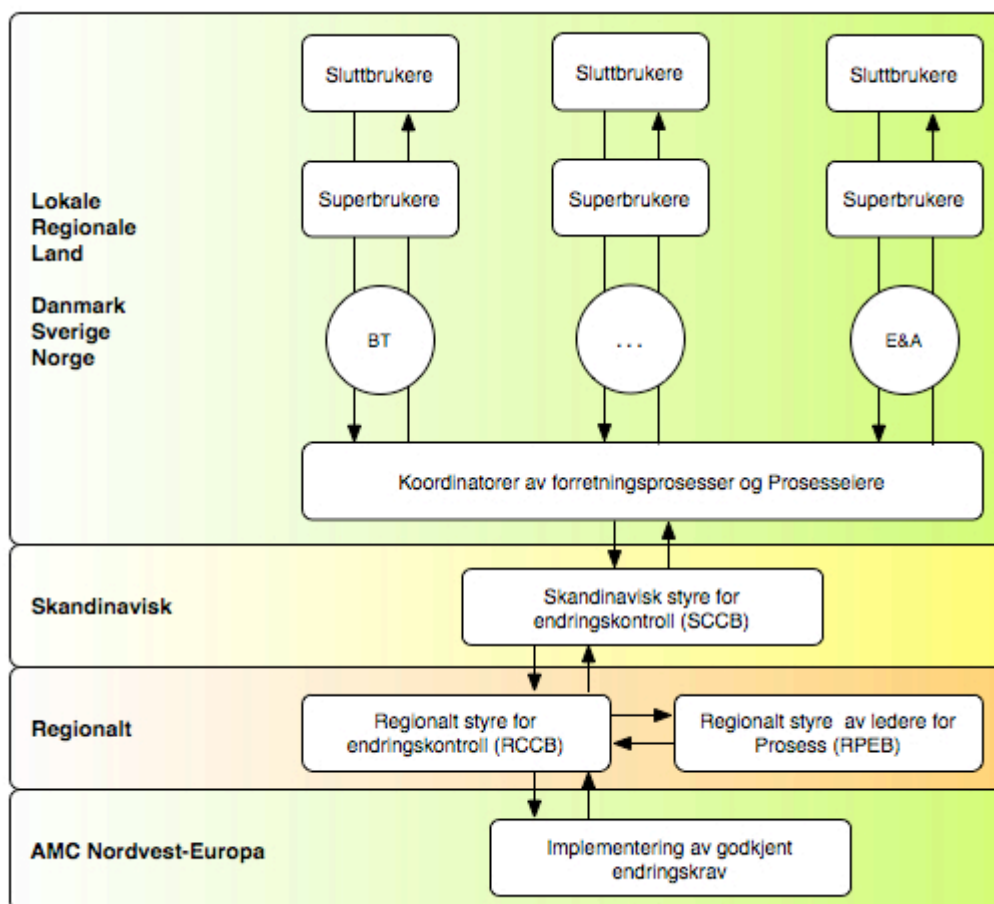 Sluttbrukere
Sluttbrukere
Sluttbrukere
Superbrukere
Superbrukere
Superbrukere
Lokale
Regionale
Land
Danmark
Sverige
Norge
BT
...
E&A
Koordinatorer av forretningsprosesser og Prosesseiere
Skandinavisk
Skandinavisk styre for
endringskontroll (SCCB)
Regionalt
Regionalt styre for
endringskontroll (RCCB)
Regionalt styre av ledere for
Prosess (RPEB)
AMC Nordvest-Europa
Implementering av godkjent
endringskrav